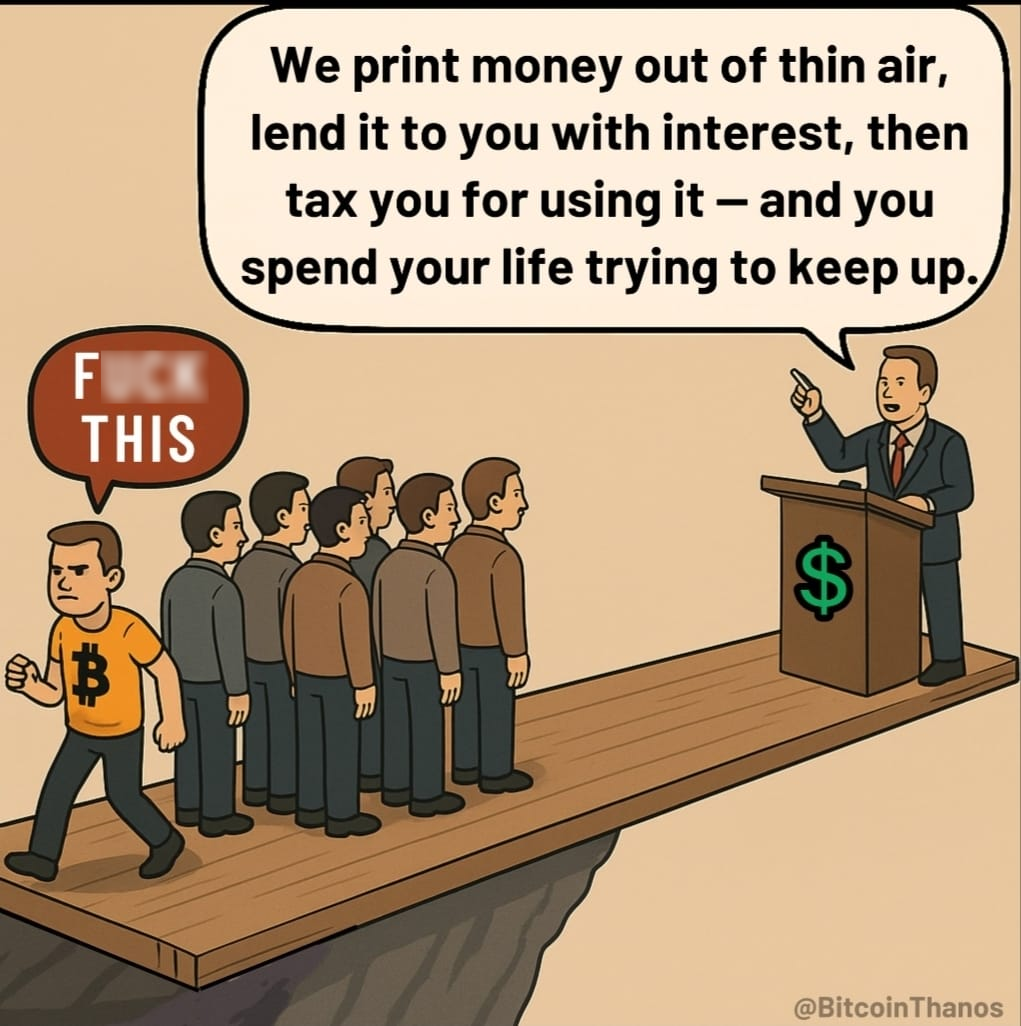 We print money out of thin air,
lend it to you with interest, then
tax you for using it — and you
spend your life trying to keep up.
FUCK
THIS
₿
$
@BitcoinThanos